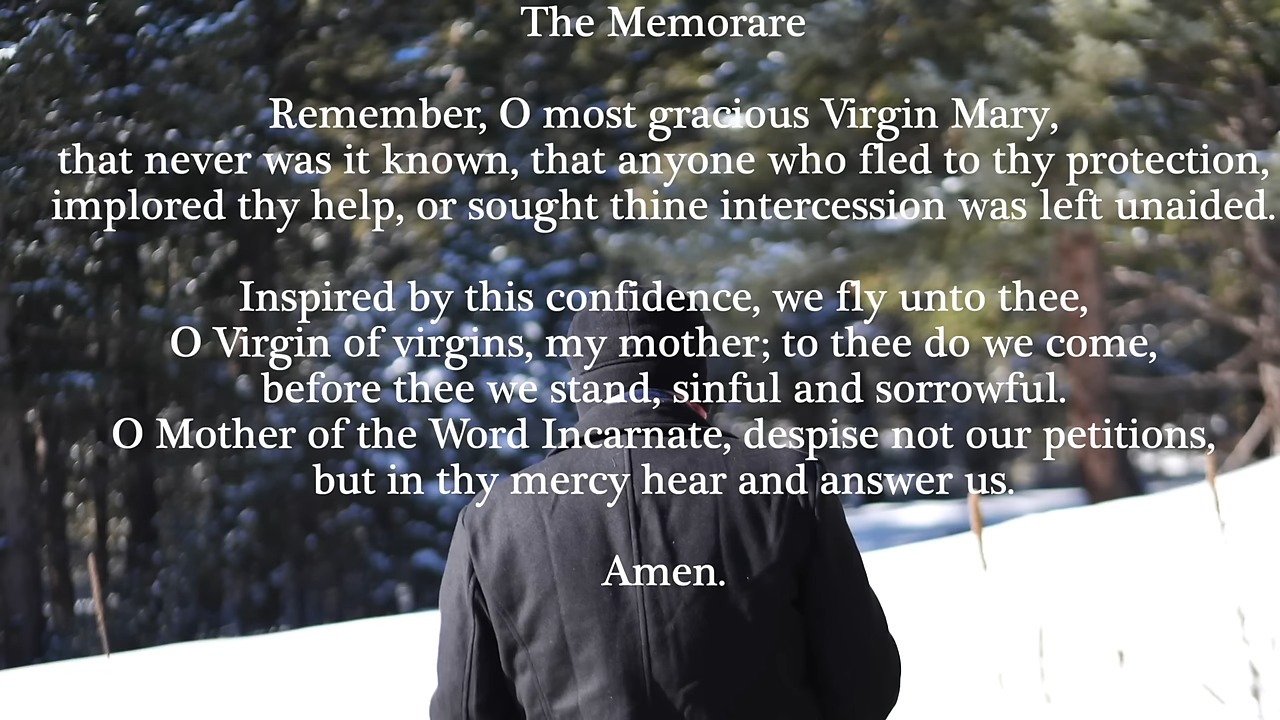 The Memorare
Remember, O most gracious Virgin Mary,
that never was it known, that anyone who fled to thy protection,
implored thy help, or sought thine intercession was left unaided.
Inspired by this confidence, we fly unto thee,
O Virgin of virgins, my mother; to thee do we come,
before thee we stand, sinful and sorrowful.
O Mother of the Word Incarnate, despise not our petitions,
but in thy mercy hear and answer us.
Amen.